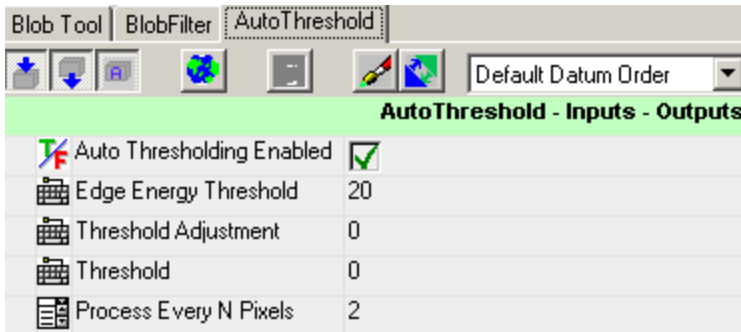 Blob Tool BlobFilter AutoThreshold
A Default Datum Order
AutoThreshold - Inputs - Outputs
T/F Auto Thresholding Enabled
Edge Energy Threshold 20
Threshold Adjustment 0
Threshold 0
Process Every N Pixels 2